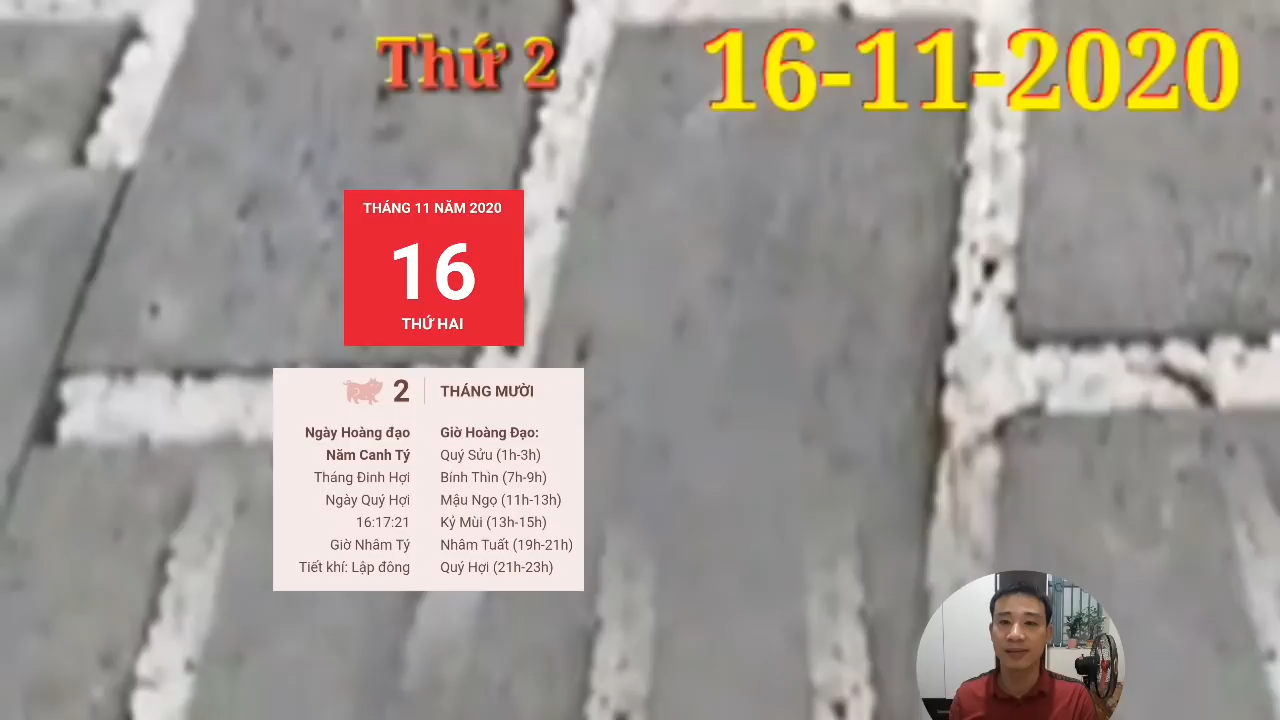 Thứ 2
16-11-2020
THÁNG 11 NĂM 2020
16
THỨ HAI
2
THÁNG MƯỜI
Ngày Hoàng đạo
Năm Canh Tý
Tháng Đinh Hợi
Ngày Quý Hợi
16:17:21
Giờ Nhâm Tý
Tiết khí: Lập đông
Giờ Hoàng Đạo:
Quý Sửu (1h-3h)
Bính Thìn (7h-9h)
Mậu Ngọ (11h-13h)
Kỷ Mùi (13h-15h)
Nhâm Tuất (19h-21h)
Quý Hợi (21h-23h)